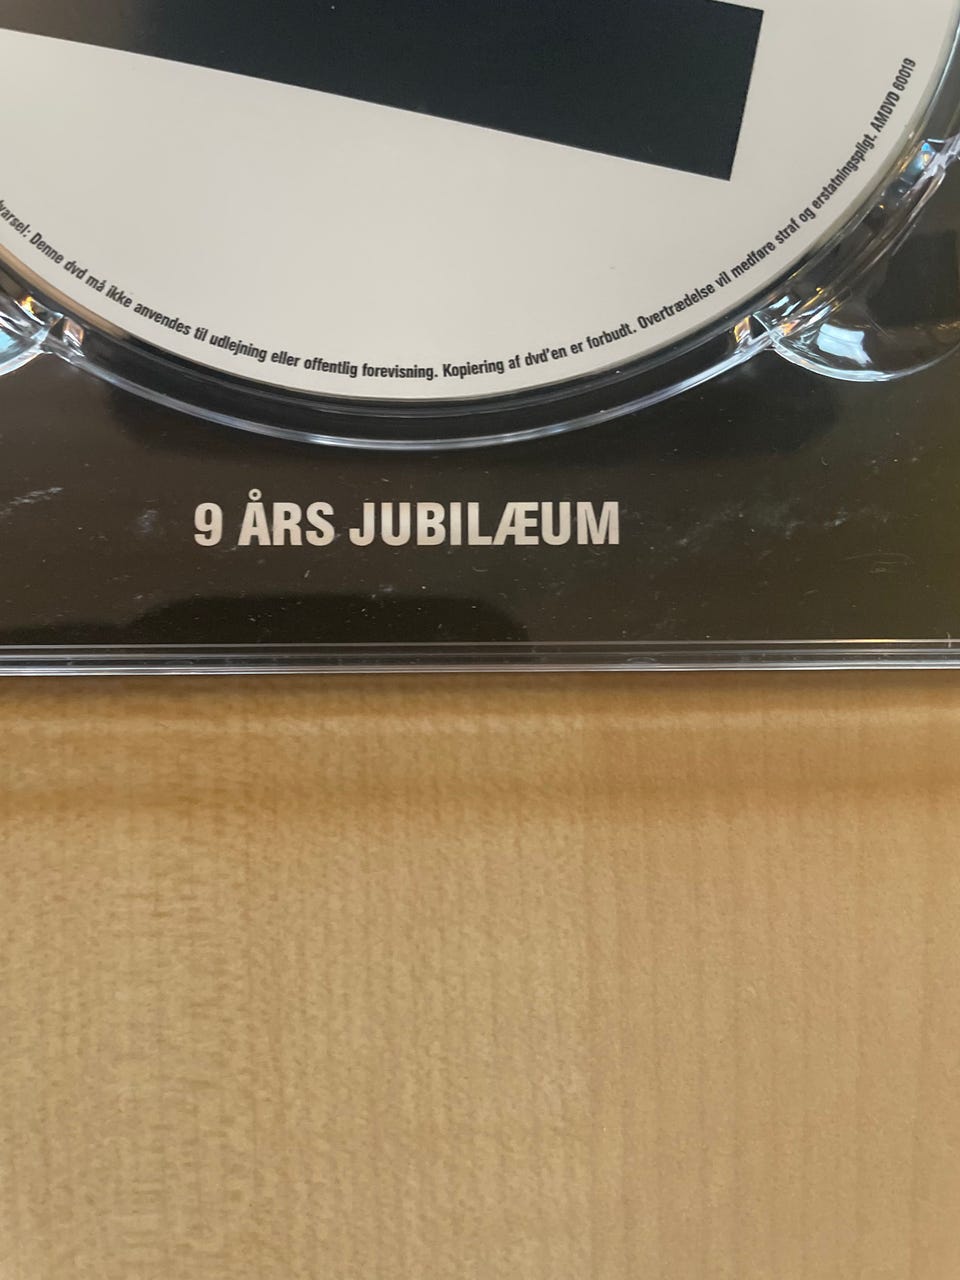 Denne dvd må ikke anvendes til udlejning eller offentlig forevisning. Kopiering af dvd'en er forbudt. Overtrædelse vil medføre straf og erstatningspligt. AMDVD 60019
9 ÅRS JUBILÆUM